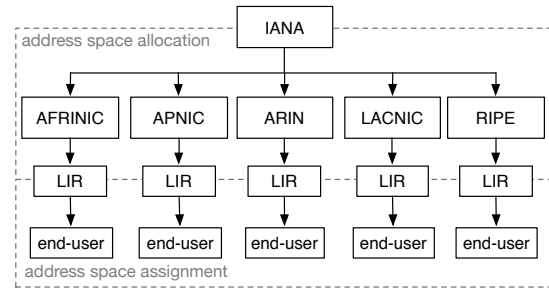 IANA
address space allocation
AFRINIC APNIC ARIN LACNIC RIPE
LIR LIR LIR LIR LIR
end-user end-user end-user end-user end-user
address space assignment